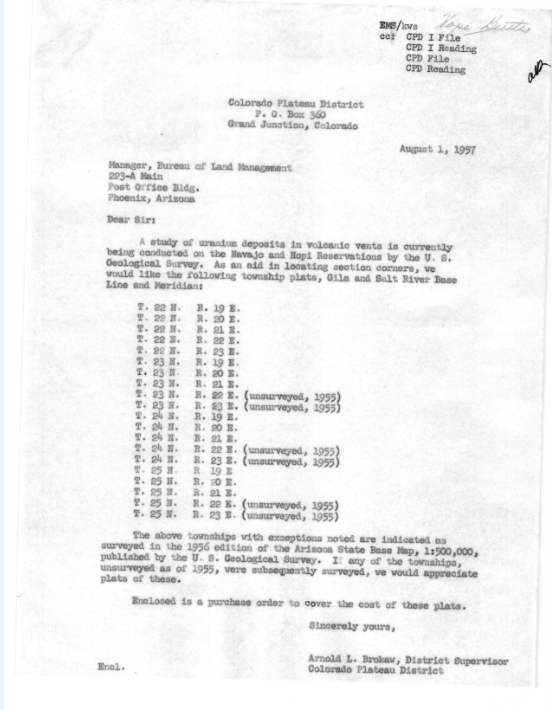 EMS/kws
cc: CPD I File
CPD I Reading
CPD File
CPD Reading
Colorado Plateau District
P. O. Box 360
Grand Junction, Colorado
August 1, 1957
Manager, Bureau of Land Management
223-A Main
Post Office Bldg.
Phoenix, Arizona
Dear Sir:
A study of uranium deposits in volcanic vents is currently
being conducted on the Navajo and Hopi Reservations by the U. S.
Geological Survey. As an aid in locating section corners, we
would like the following township plats, Gila and Salt River Base
Line and Meridian:
T. 22 N. R. 19 E.
T. 22 N. R. 20 E.
T. 22 N. R. 21 E.
T. 22 N. R. 22 E.
T. 22 N. R. 23 E.
T. 23 N. R. 19 E.
T. 23 N. R. 20 E.
T. 23 N. R. 21 E.
T. 23 N. R. 22 E. (unsurveyed, 1955)
T. 23 N. R. 23 E. (unsurveyed, 1955)
T. 24 N. R. 19 E.
T. 24 N. R. 20 E.
T. 24 N. R. 21 E.
T. 24 N. R. 22 E. (unsurveyed, 1955)
T. 24 N. R. 23 E. (unsurveyed, 1955)
T. 25 N. R 19 E
T. 25 N. R. 20 E.
T. 25 N. R. 21 E.
T. 25 N. R. 22 E. (unsurveyed, 1955)
T. 25 N. R. 23 E. (unsurveyed, 1955)
The above townships with exceptions noted are indicated as
surveyed in the 1956 edition of the Arizona State Base Map, 1:500,000,
published by the U. S. Geological Survey. If any of the townships,
unsurveyed as of 1955, were subsequently surveyed, we would appreciate
plats of these.
Enclosed is a purchase order to cover the cost of these plats.
Sincerely yours,
Arnold L. Brokaw, District Supervisor
Colorado Plateau District
Encl.